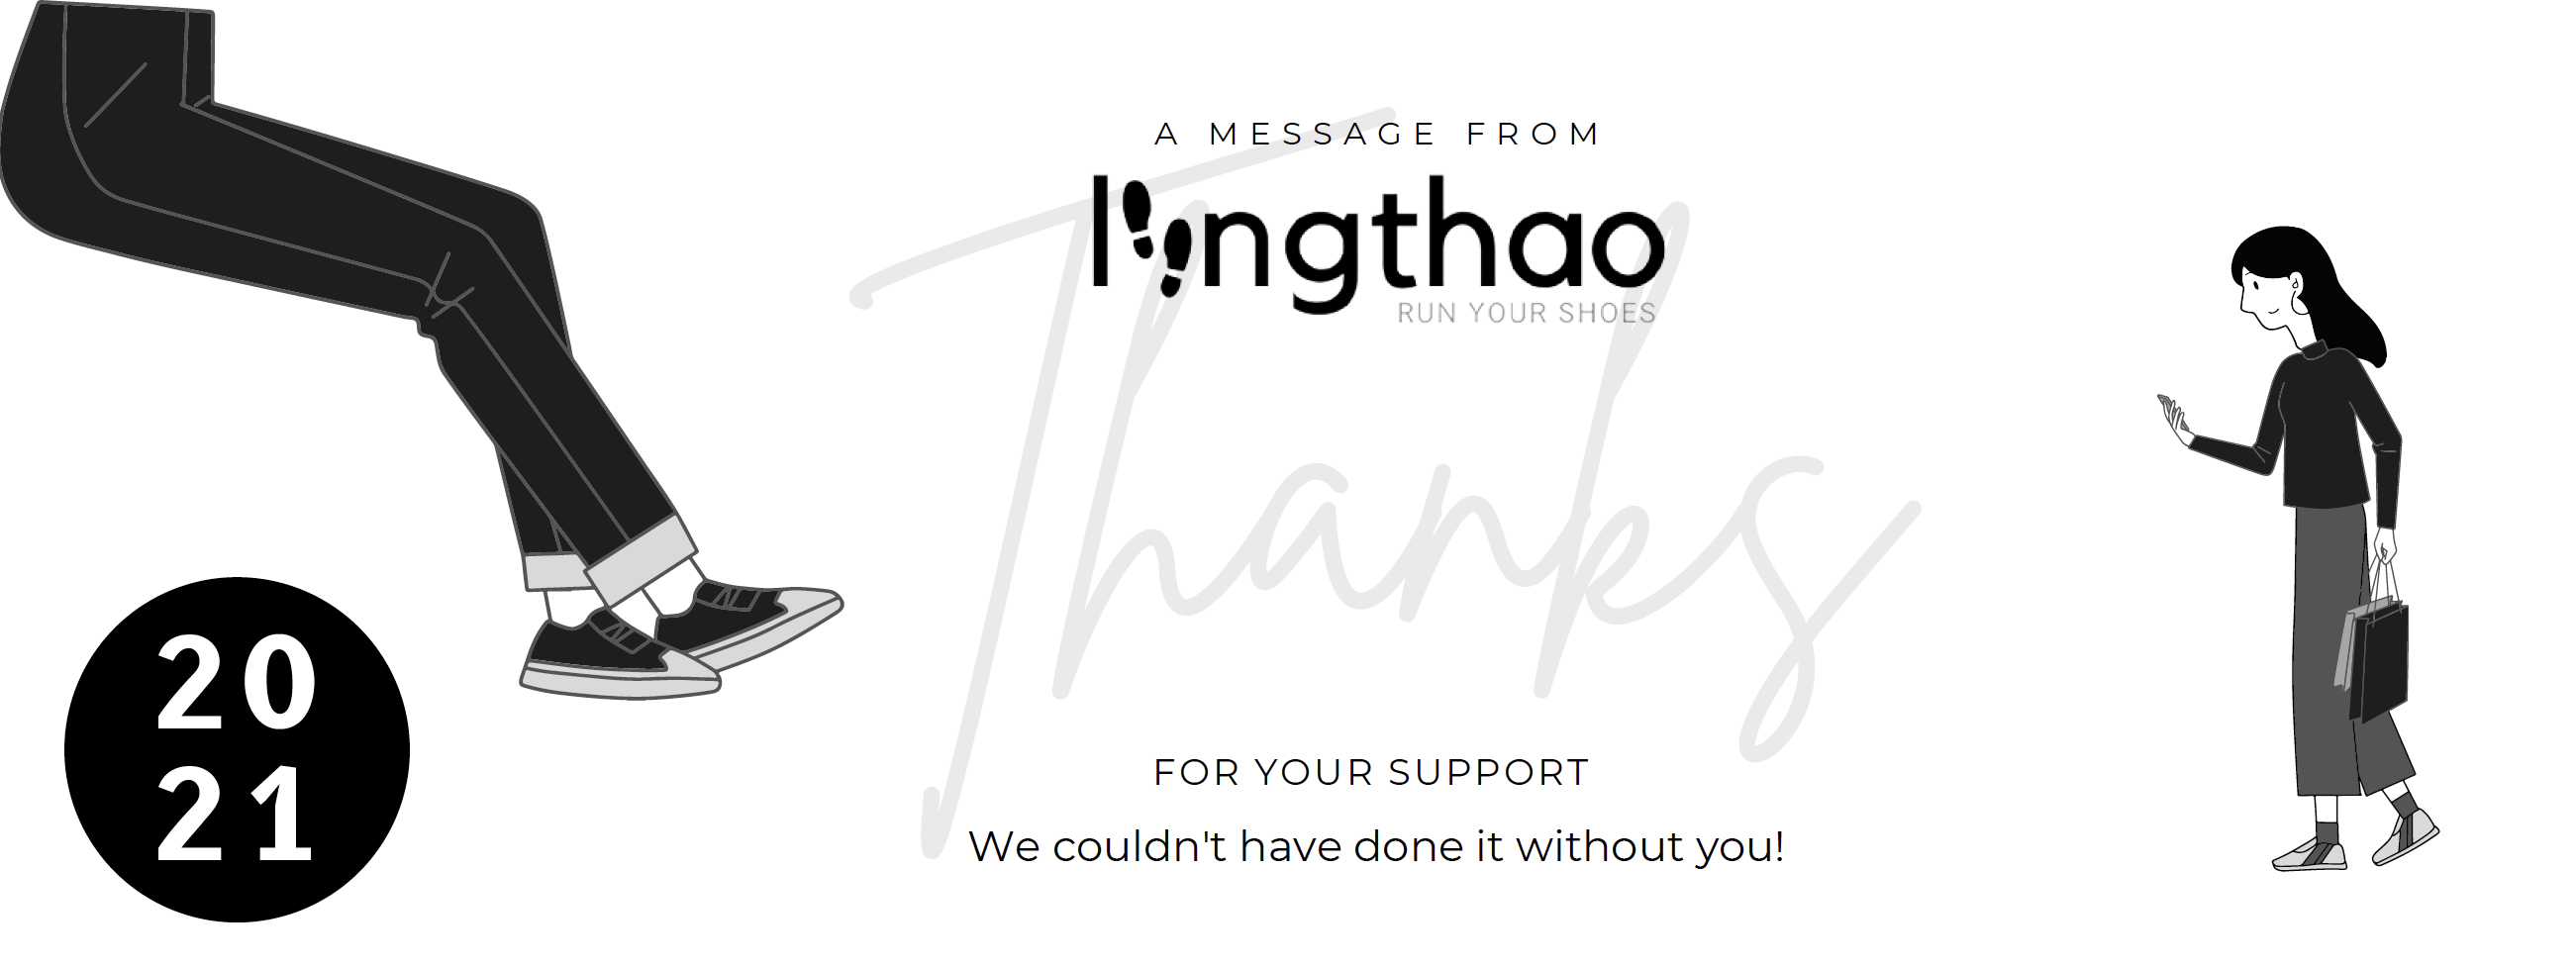 A MESSAGE FROM
longthao
RUN YOUR SHOES
Thanks
FOR YOUR SUPPORT
We couldn't have done it without you!
20
21